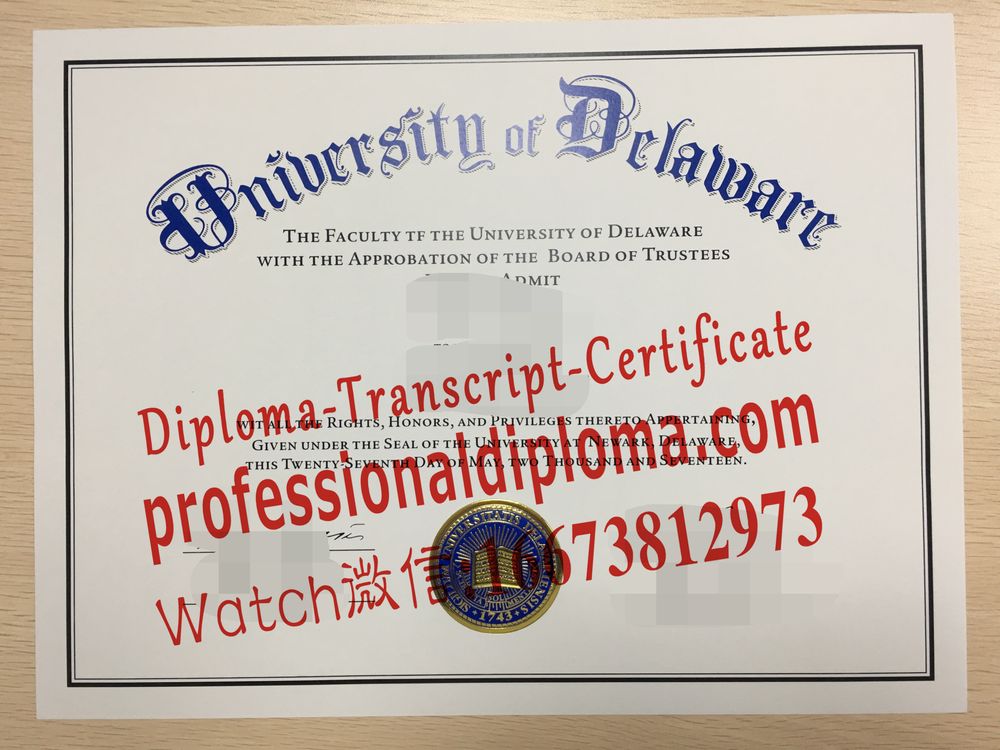 University of Delaware
THE FACULTY TF THE UNIVERSITY OF DELAWARE
WITH THE APPROBATION OF THE BOARD OF TRUSTEES
ADMIT
Diploma-Transcript-Certificate
WIT ALL THE RIGHTS, HONORS, AND PRIVILEGES THERETO APPERTAINING,
GIVEN UNDER THE SEAL OF THE UNIVERSITY AT NEWARK, DELAWARE,
THIS TWENTY-SEVENTH DAY OF MAY, TWO THOUSAND AND SEVENTEEN.
professionaldiploma.com
Watch微信 673812973
1743